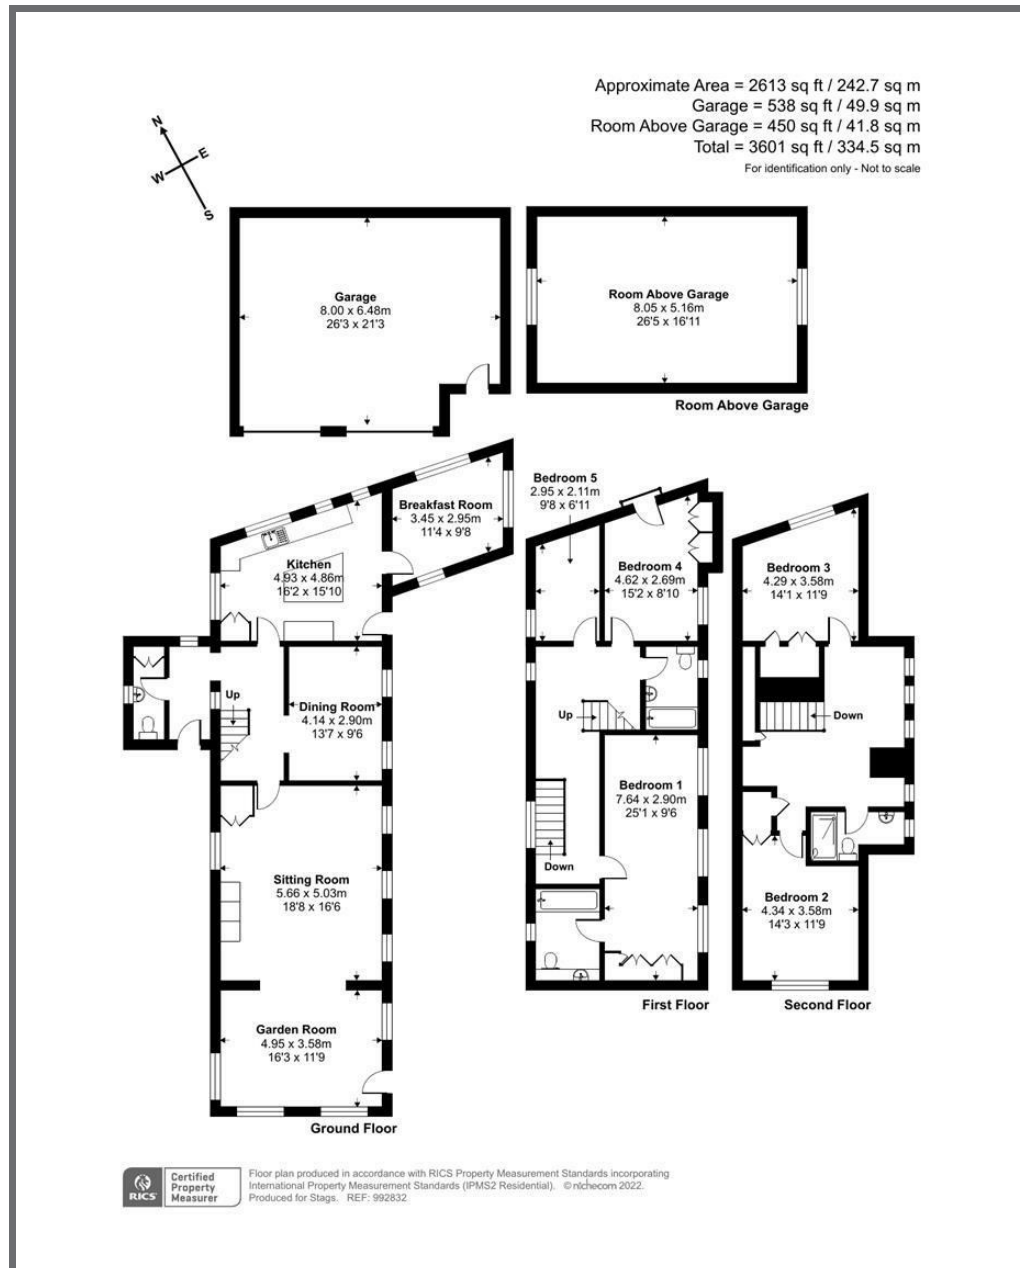 Approximate Area = 2613 sq ft / 242.7 sq m
Garage = 538 sq ft / 49.9 sq m
Room Above Garage = 450 sq ft / 41.8 sq m
Total = 3601 sq ft / 334.5 sq m
For identification only - Not to scale
N
E
W
S
Garage
8.00 x 6.48m
26'3 x 21'3
Room Above Garage
8.05 x 5.16m
26'5 x 16'11
Room Above Garage
Breakfast Room
3.45 x 2.95m
11'4 x 9'8
Kitchen
4.93 x 4.86m
16'2 x 15'10
Up
Dining Room
4.14 x 2.90m
13'7 x 9'6
Sitting Room
5.66 x 5.03m
18'8 x 16'6
Garden Room
4.95 x 3.58m
16'3 x 11'9
Ground Floor
Bedroom 5
2.95 x 2.11m
9'8 x 6'11
Bedroom 4
4.62 x 2.69m
15'2 x 8'10
Up
Bedroom 1
7.64 x 2.90m
25'1 x 9'6
Down
First Floor
Bedroom 3
4.29 x 3.58m
14'1 x 11'9
Down
Bedroom 2
4.34 x 3.58m
14'3 x 11'9
Second Floor
RICS
Certified
Property
Measurer
Floor plan produced in accordance with RICS Property Measurement Standards incorporating
International Property Measurement Standards (IPMS2 Residential). © nichecom 2022.
Produced for Stags. REF: 992832